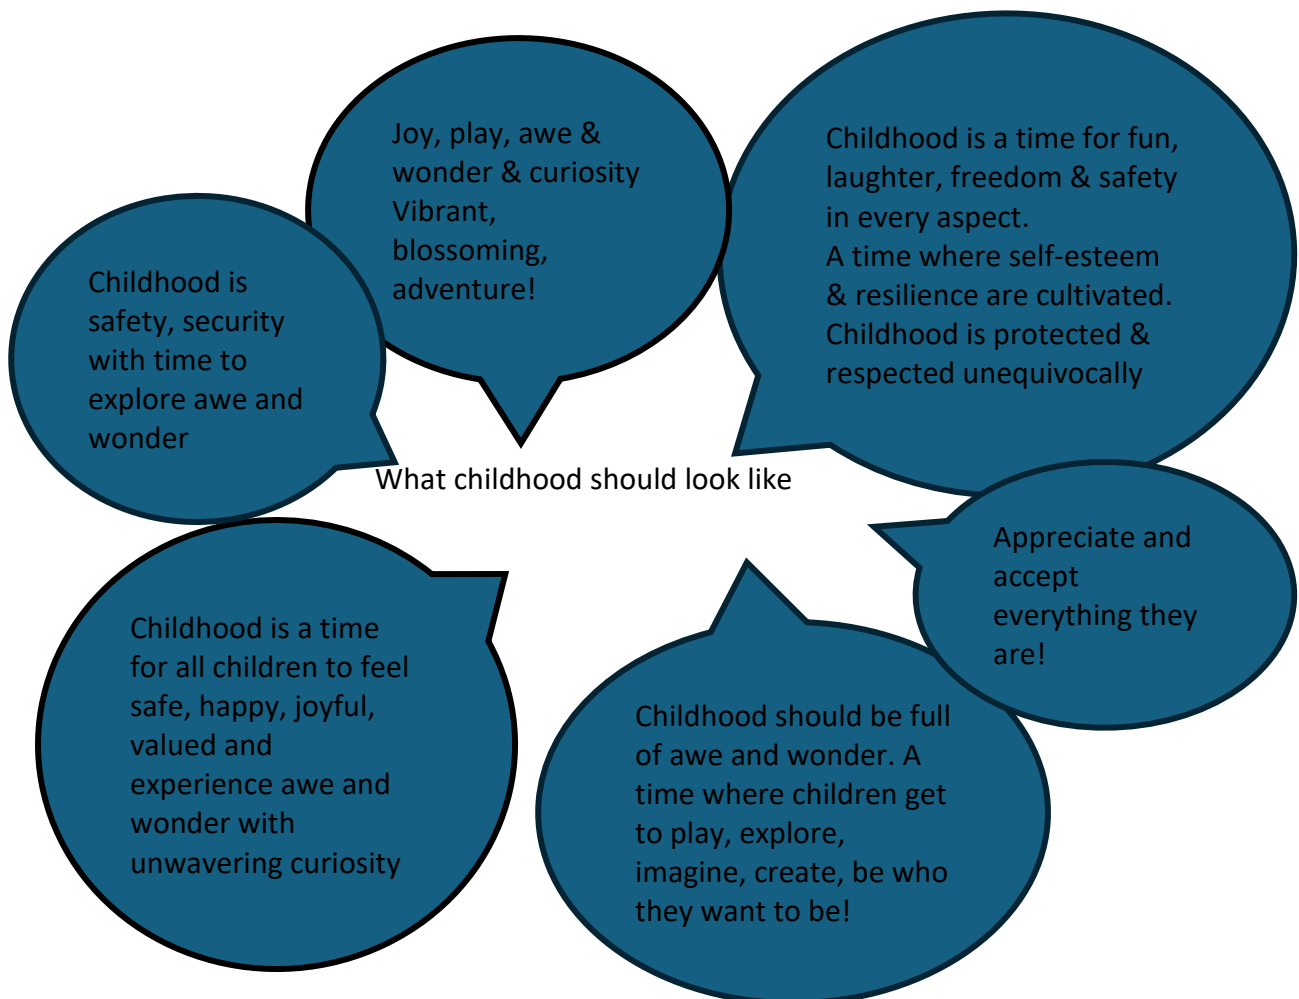 Joy, play, awe &
wonder & curiosity
Vibrant,
blossoming,
adventure!
Childhood is a time for fun,
laughter, freedom & safety
in every aspect.
A time where self-esteem
& resilience are cultivated.
Childhood is protected &
respected unequivocally
Childhood is
safety, security
with time to
explore awe and
wonder
What childhood should look like
Appreciate and
accept
everything they
are!
Childhood is a time
for all children to feel
safe, happy, joyful,
valued and
experience awe and
wonder with
unwavering curiosity
Childhood should be full
of awe and wonder. A
time where children get
to play, explore,
imagine, create, be who
they want to be!